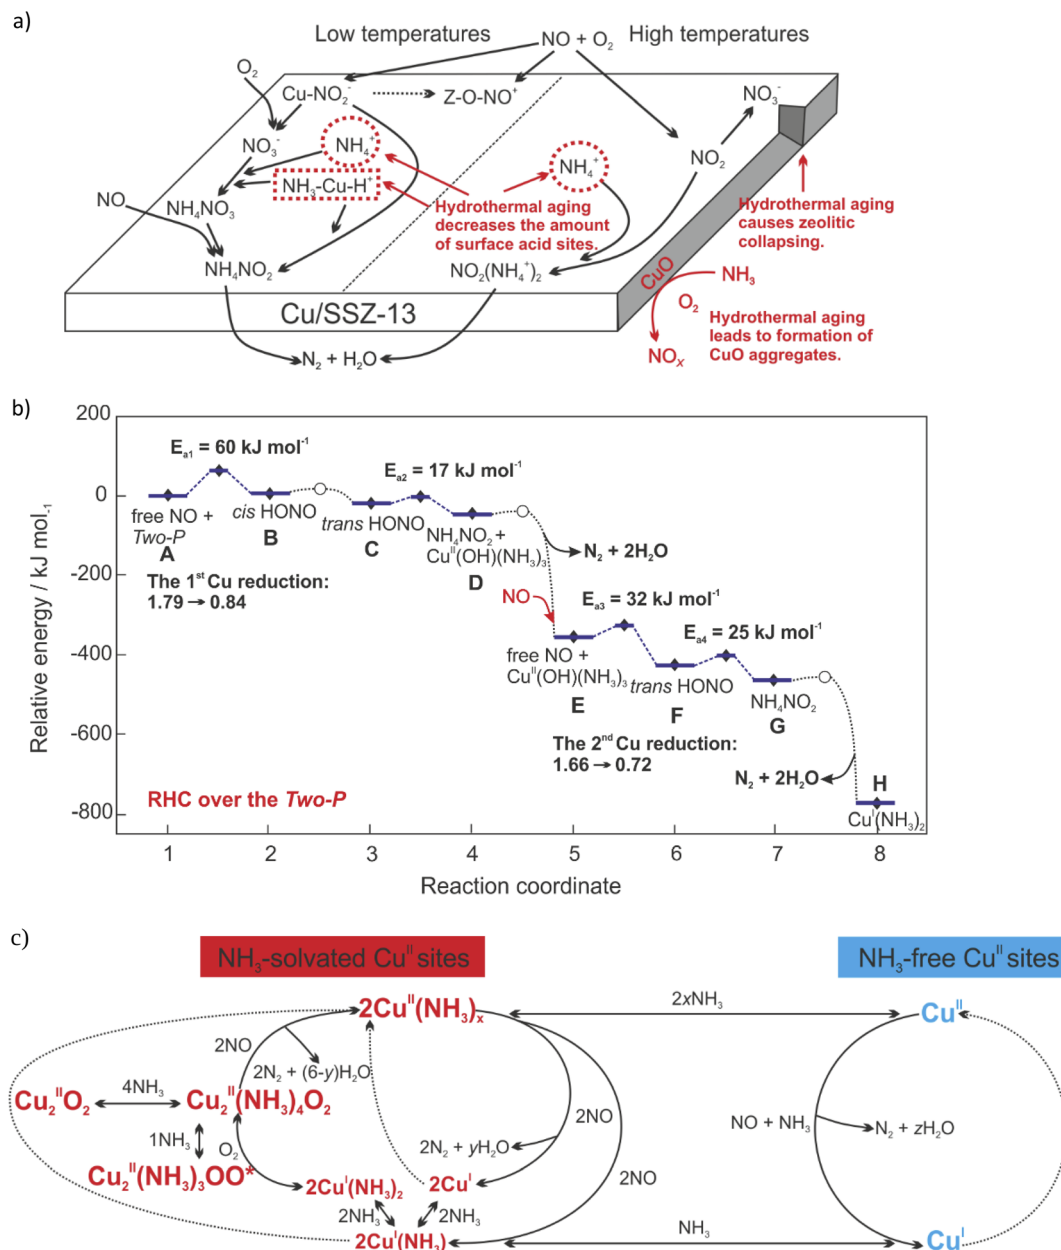 a)
Low temperatures
NO + O₂
High temperatures
O₂
Cu-NO₂⁻
Z-O-NO⁺
NO₃⁻
NO₃⁻
NH₄⁺
NO₂
NH₄⁺
NH₃-Cu-H⁺
NO
NH₄NO₃
Hydrothermal aging
decreases the amount
of surface acid sites.
Hydrothermal aging
causes zeolitic
collapsing.
NH₄NO₂
NO₂(NH₄⁺)₂
CuO
NH₃
O₂
Cu/SSZ-13
Hydrothermal aging
leads to formation of
CuO aggregates.
N₂ + H₂O
NOₓ
b)
200
0
-200
-400
-600
-800
Relative energy / kJ mol⁻¹
Eₐ₁ = 60 kJ mol⁻¹
Eₐ₂ = 17 kJ mol⁻¹
free NO +
Two-P
A
cis HONO
B
trans HONO
C
NH₄NO₂ +
Cuᴵᴵ(OH)(NH₃)₃
D
N₂ + 2H₂O
The 1ˢᵗ Cu reduction:
1.79 → 0.84
NO
Eₐ₃ = 32 kJ mol⁻¹
Eₐ₄ = 25 kJ mol⁻¹
free NO +
Cuᴵᴵ(OH)(NH₃)₃
E
trans HONO
F
NH₄NO₂
G
The 2ⁿᵈ Cu reduction:
1.66 → 0.72
N₂ + 2H₂O
H
Cuᴵ(NH₃)₂
RHC over the Two-P
1 2 3 4 5 6 7 8
Reaction coordinate
c)
NH₃-solvated Cuᴵᴵ sites
NH₃-free Cuᴵᴵ sites
2Cuᴵᴵ(NH₃)ₓ
2xNH₃
Cuᴵᴵ
2NO
2N₂ + (6-y)H₂O
4NH₃
Cu₂ᴵᴵO₂
Cu₂ᴵᴵ(NH₃)₄O₂
2NO
NO + NH₃
N₂ + zH₂O
1NH₃
O₂
2N₂ + yH₂O
Cu₂ᴵᴵ(NH₃)₃OO*
2Cuᴵ(NH₃)₂
2Cuᴵ
2NO
2NH₃
2NH₃
NH₃
2Cuᴵ(NH₃)
Cuᴵ